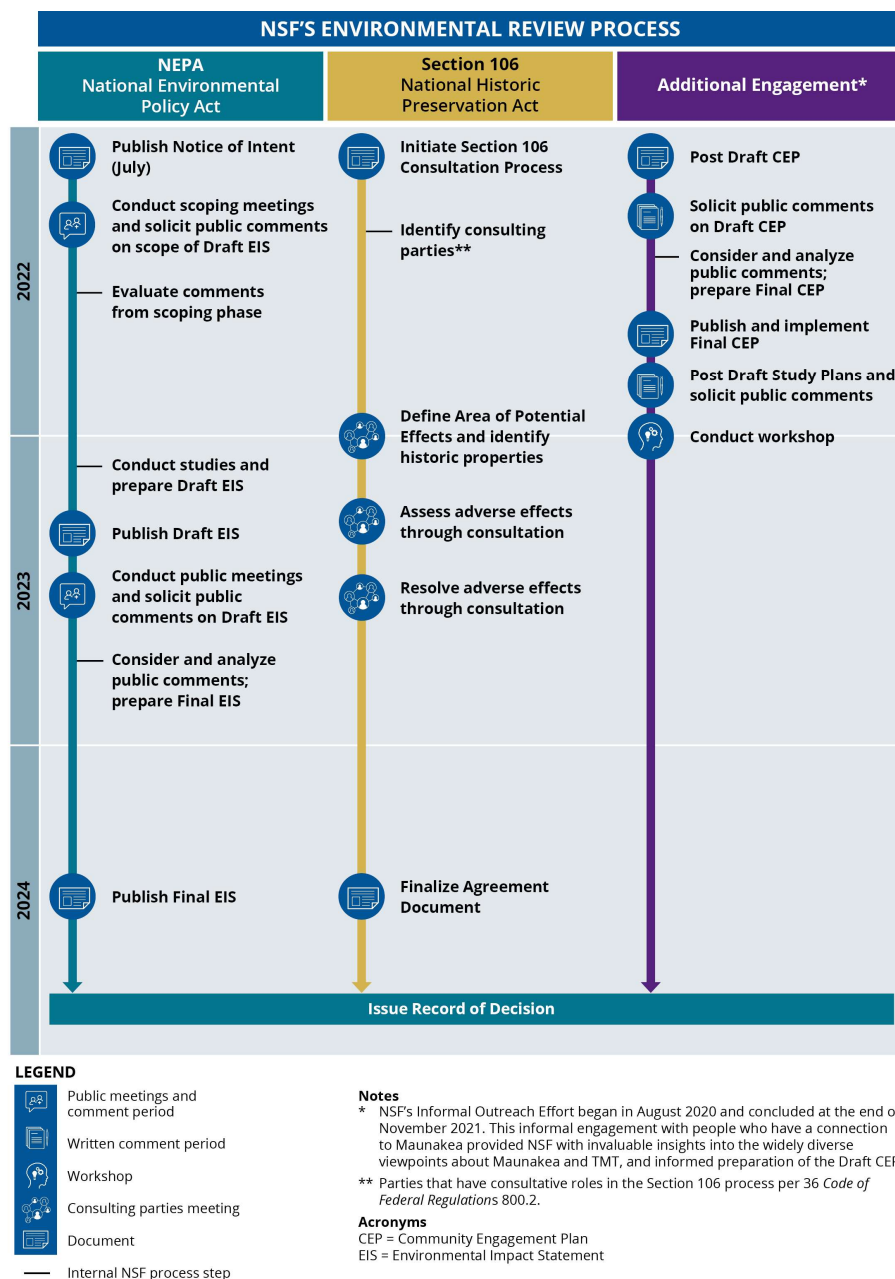 NSF'S ENVIRONMENTAL REVIEW PROCESS
NEPA
National Environmental
Policy Act
Section 106
National Historic
Preservation Act
Additional Engagement*
2022
Publish Notice of Intent
(July)
Conduct scoping meetings
and solicit public comments
on scope of Draft EIS
Evaluate comments
from scoping phase
Initiate Section 106
Consultation Process
Identify consulting
parties**
Define Area of Potential
Effects and identify
historic properties
Post Draft CEP
Solicit public comments
on Draft CEP
Consider and analyze
public comments;
prepare Final CEP
Publish and implement
Final CEP
Post Draft Study Plans and
solicit public comments
Conduct workshop
2023
Conduct studies and
prepare Draft EIS
Publish Draft EIS
Conduct public meetings
and solicit public
comments on Draft EIS
Consider and analyze
public comments;
prepare Final EIS
Assess adverse effects
through consultation
Resolve adverse effects
through consultation
2024
Publish Final EIS
Finalize Agreement
Document
Issue Record of Decision
LEGEND
Public meetings and
comment period
Written comment period
Workshop
Consulting parties meeting
Document
Internal NSF process step
Notes
* NSF's Informal Outreach Effort began in August 2020 and concluded at the end o
November 2021. This informal engagement with people who have a connection
to Maunakea provided NSF with invaluable insights into the widely diverse
viewpoints about Maunakea and TMT, and informed preparation of the Draft CEP
** Parties that have consultative roles in the Section 106 process per 36 Code of
Federal Regulations 800.2.
Acronyms
CEP = Community Engagement Plan
EIS = Environmental Impact Statement